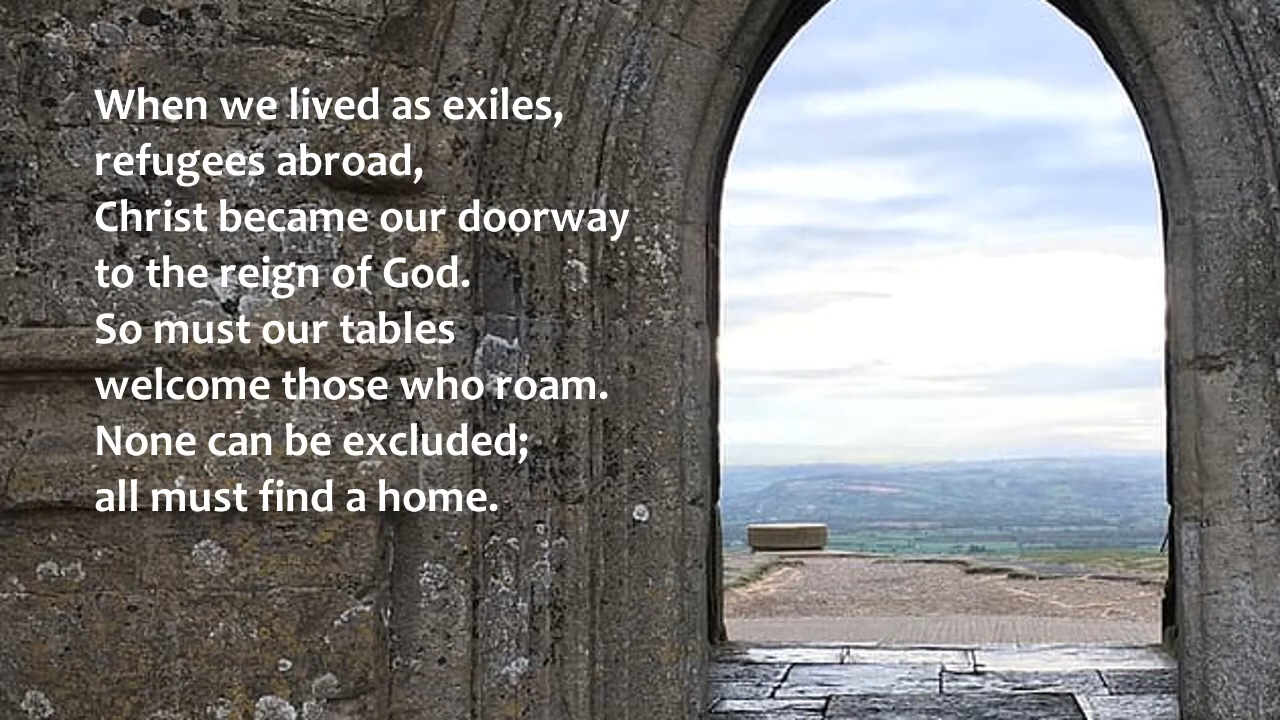 When we lived as exiles,
refugees abroad,
Christ became our doorway
to the reign of God.
So must our tables
welcome those who roam.
None can be excluded;
all must find a home.